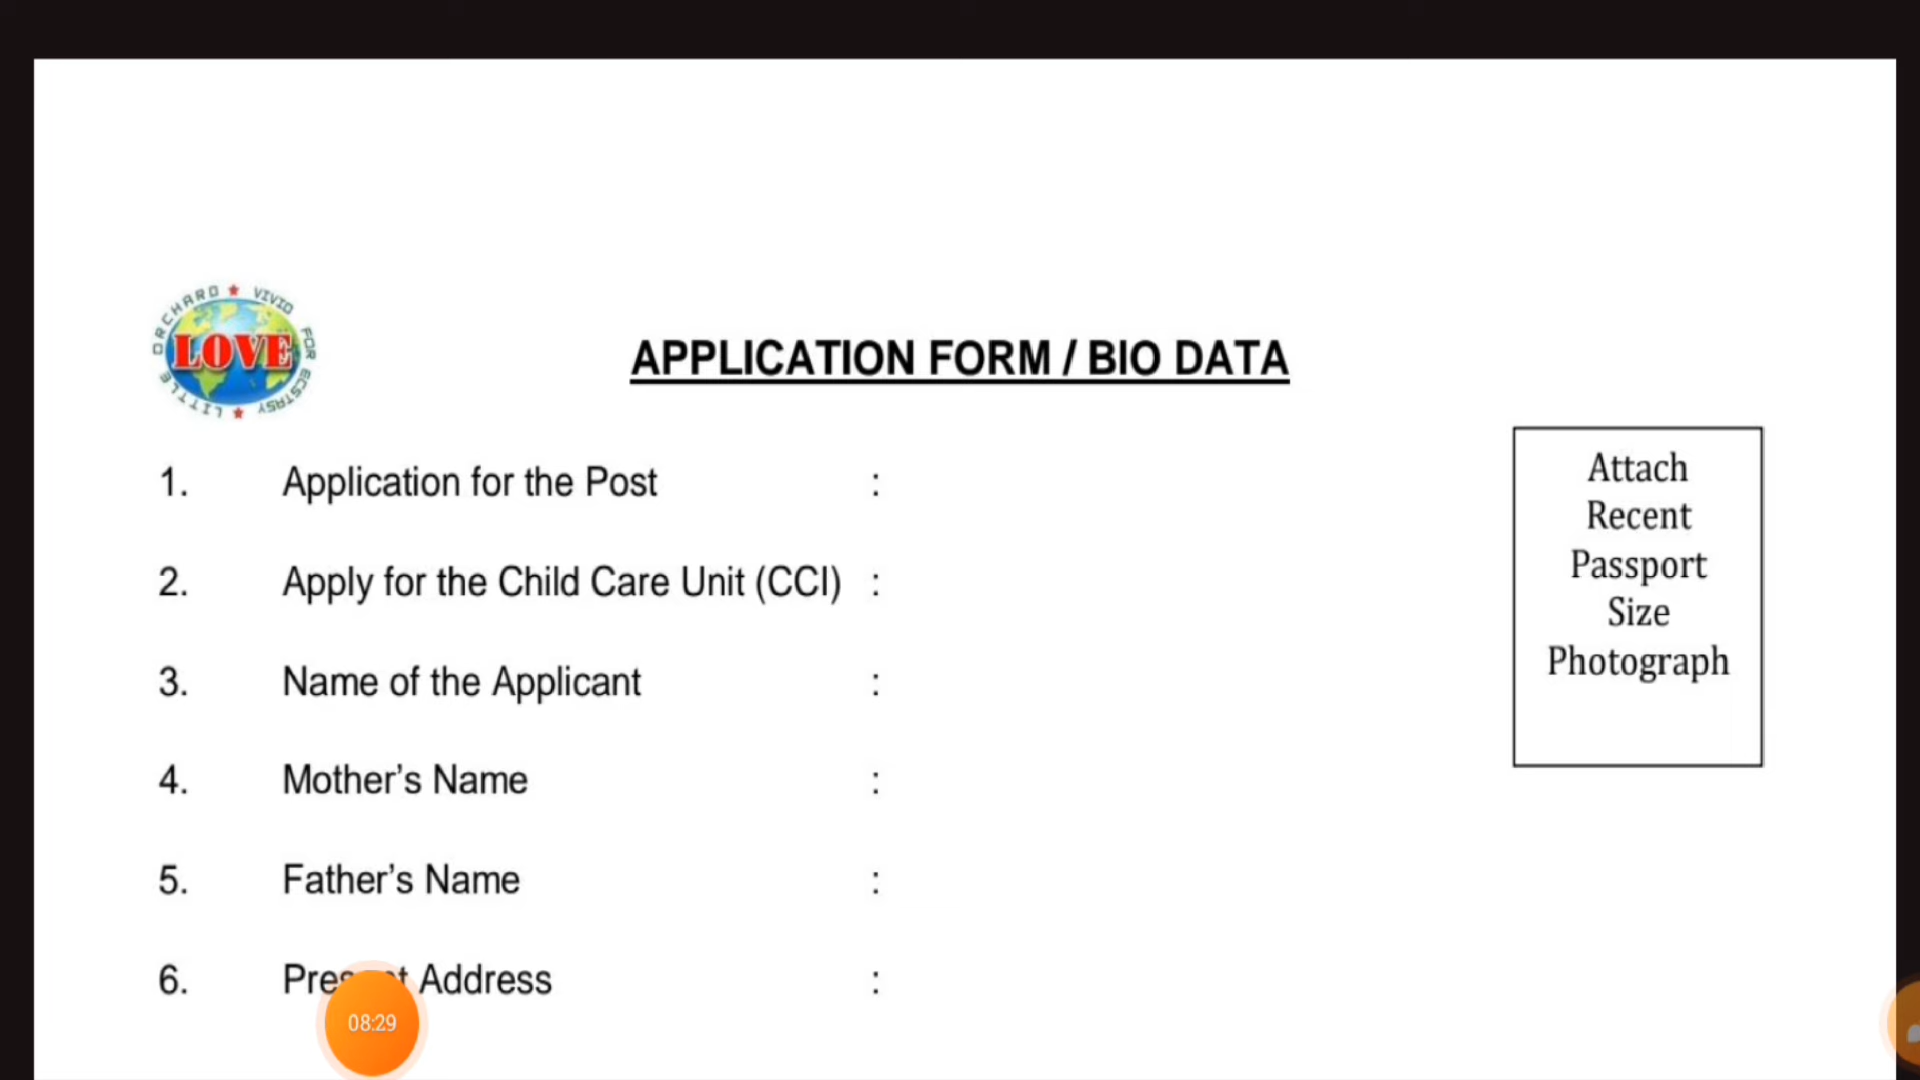 LITTLE ★ ORCHARD ★ VIVID FOR ECSTASY
LOVE
APPLICATION FORM / BIO DATA
Attach
Recent
Passport
Size
Photograph
1. Application for the Post :
2. Apply for the Child Care Unit (CCI) :
3. Name of the Applicant :
4. Mother’s Name :
5. Father’s Name :
6. Present Address :
08:29